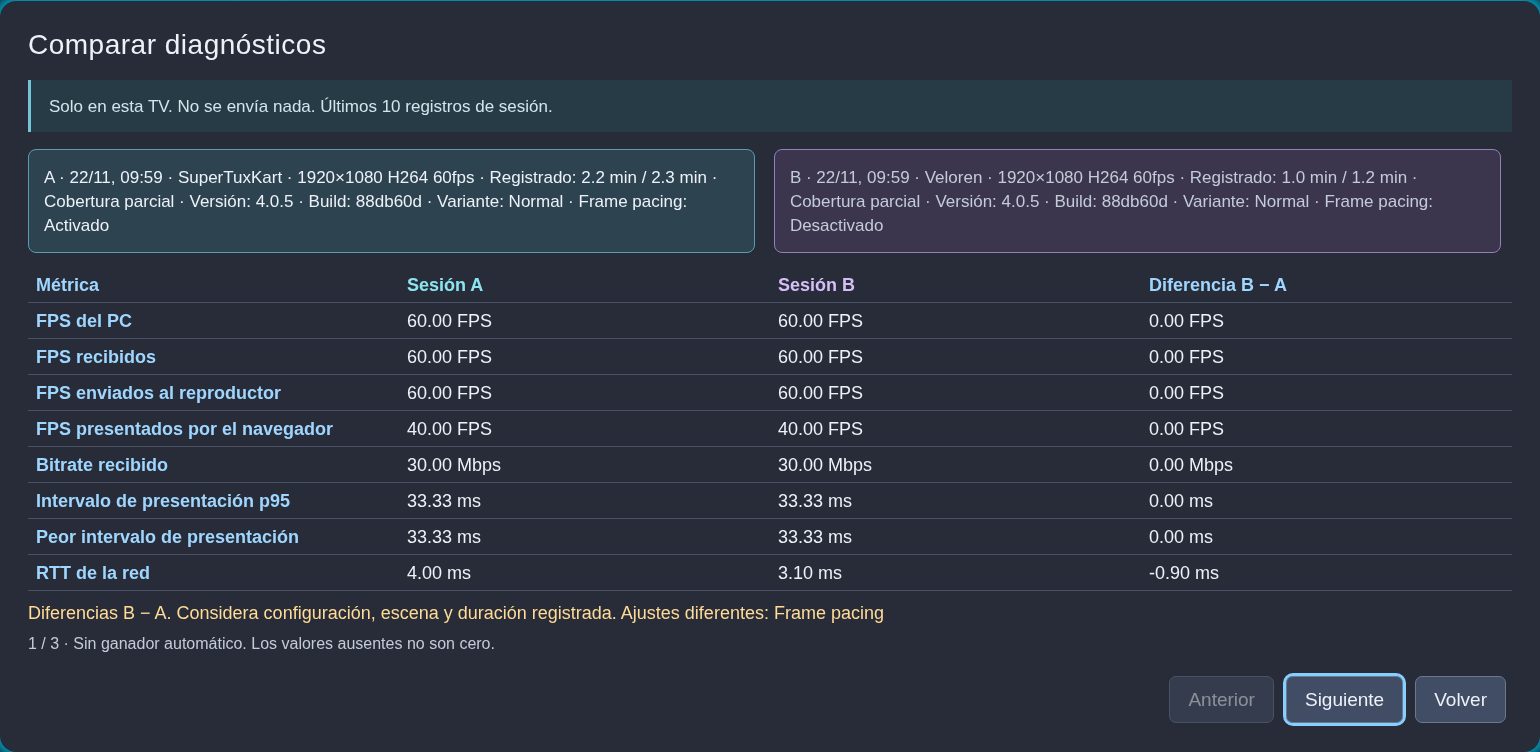 Comparar diagnósticos
Solo en esta TV. No se envía nada. Últimos 10 registros de sesión.
A · 22/11, 09:59 · SuperTuxKart · 1920×1080 H264 60fps · Registrado: 2.2 min / 2.3 min ·
Cobertura parcial · Versión: 4.0.5 · Build: 88db60d · Variante: Normal · Frame pacing:
Activado
B · 22/11, 09:59 · Veloren · 1920×1080 H264 60fps · Registrado: 1.0 min / 1.2 min ·
Cobertura parcial · Versión: 4.0.5 · Build: 88db60d · Variante: Normal · Frame pacing:
Desactivado
Métrica Sesión A Sesión B Diferencia B − A
FPS del PC 60.00 FPS 60.00 FPS 0.00 FPS
FPS recibidos 60.00 FPS 60.00 FPS 0.00 FPS
FPS enviados al reproductor 60.00 FPS 60.00 FPS 0.00 FPS
FPS presentados por el navegador 40.00 FPS 40.00 FPS 0.00 FPS
Bitrate recibido 30.00 Mbps 30.00 Mbps 0.00 Mbps
Intervalo de presentación p95 33.33 ms 33.33 ms 0.00 ms
Peor intervalo de presentación 33.33 ms 33.33 ms 0.00 ms
RTT de la red 4.00 ms 3.10 ms -0.90 ms
Diferencias B − A. Considera configuración, escena y duración registrada. Ajustes diferentes: Frame pacing
1 / 3 · Sin ganador automático. Los valores ausentes no son cero.
Anterior Siguiente Volver